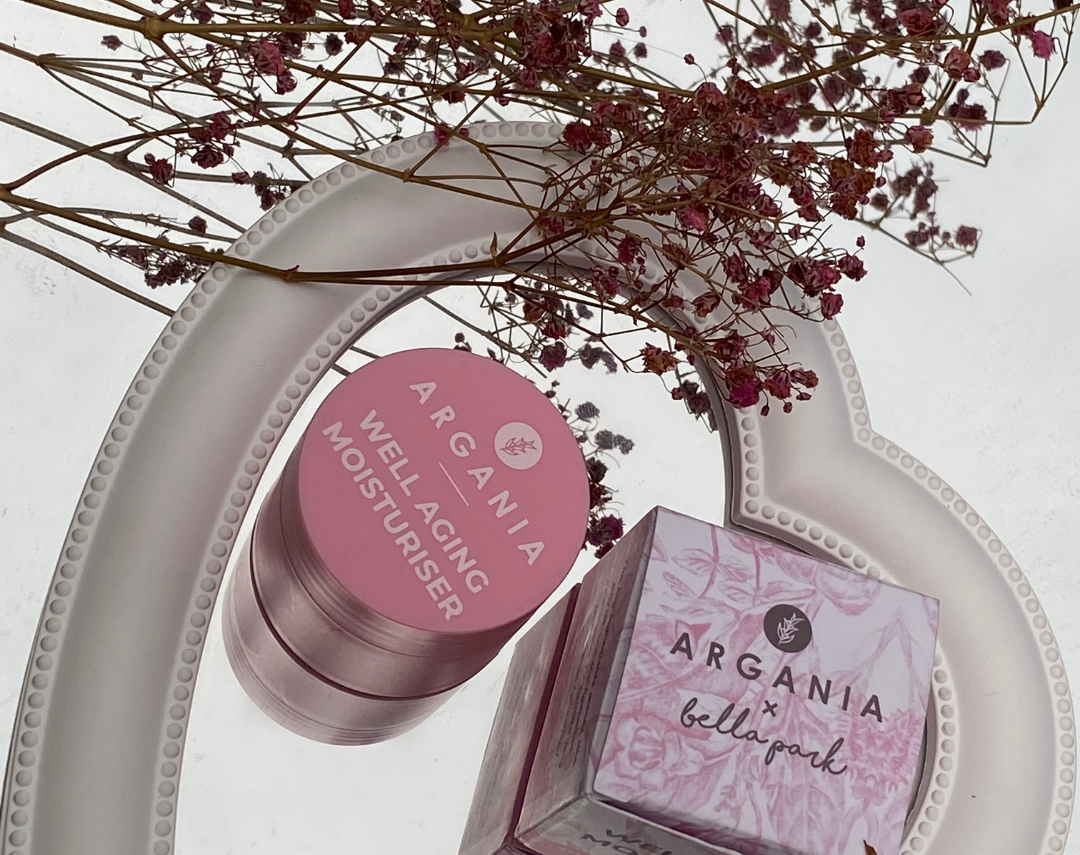 ARGANIA
WELL AGING
MOISTURISER
ARGANIA
x
bella park